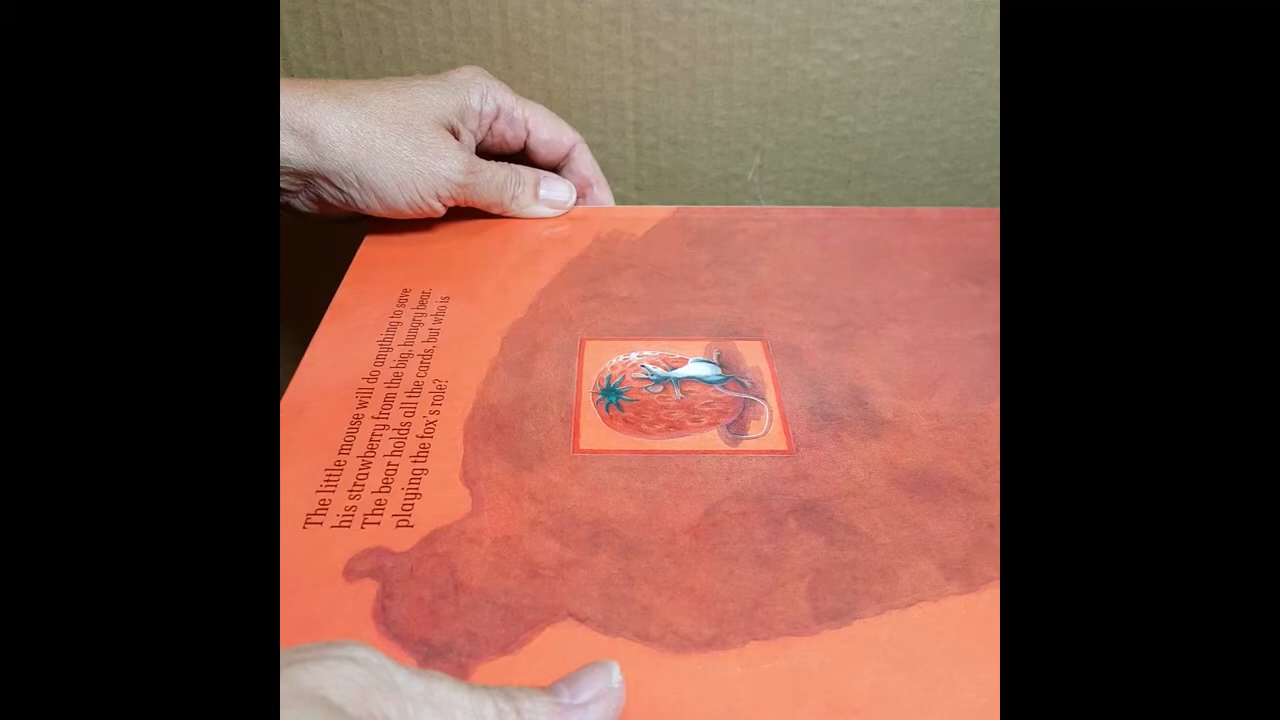 The little mouse will do anything to save
his strawberry from the big, hungry bear.
The bear holds all the cards, but who is
playing the fox's role?